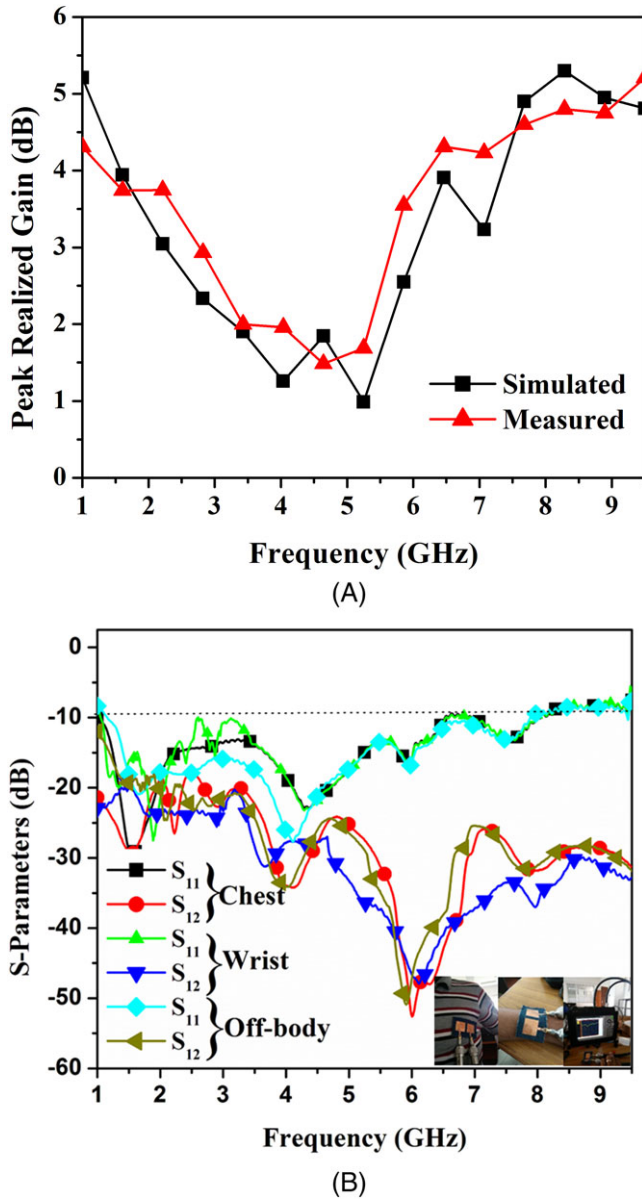 6
5
4
3
2
1
0
Peak Realized Gain (dB)
Simulated
Measured
1 2 3 4 5 6 7 8 9
Frequency (GHz)
(A)
0
-10
-20
-30
-40
-50
-60
S-Parameters (dB)
S11
S12
Chest
S11
S12
Wrist
S11
S12
Off-body
1 2 3 4 5 6 7 8 9
Frequency (GHz)
(B)